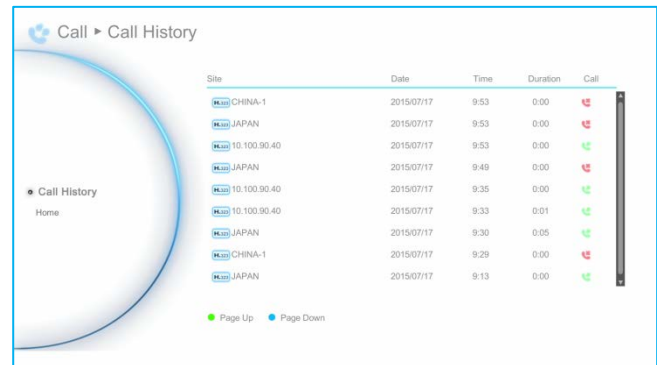 Call ► Call History
Site Date Time Duration Call
H.323 CHINA-1 2015/07/17 9:53 0:00
H.323 JAPAN 2015/07/17 9:53 0:00
H.323 10.100.90.40 2015/07/17 9:53 0:00
H.323 JAPAN 2015/07/17 9:49 0:00
H.323 10.100.90.40 2015/07/17 9:35 0:00
H.323 10.100.90.40 2015/07/17 9:33 0:01
H.323 JAPAN 2015/07/17 9:30 0:05
H.323 CHINA-1 2015/07/17 9:29 0:00
H.323 JAPAN 2015/07/17 9:13 0:00
Call History
Home
Page Up Page Down